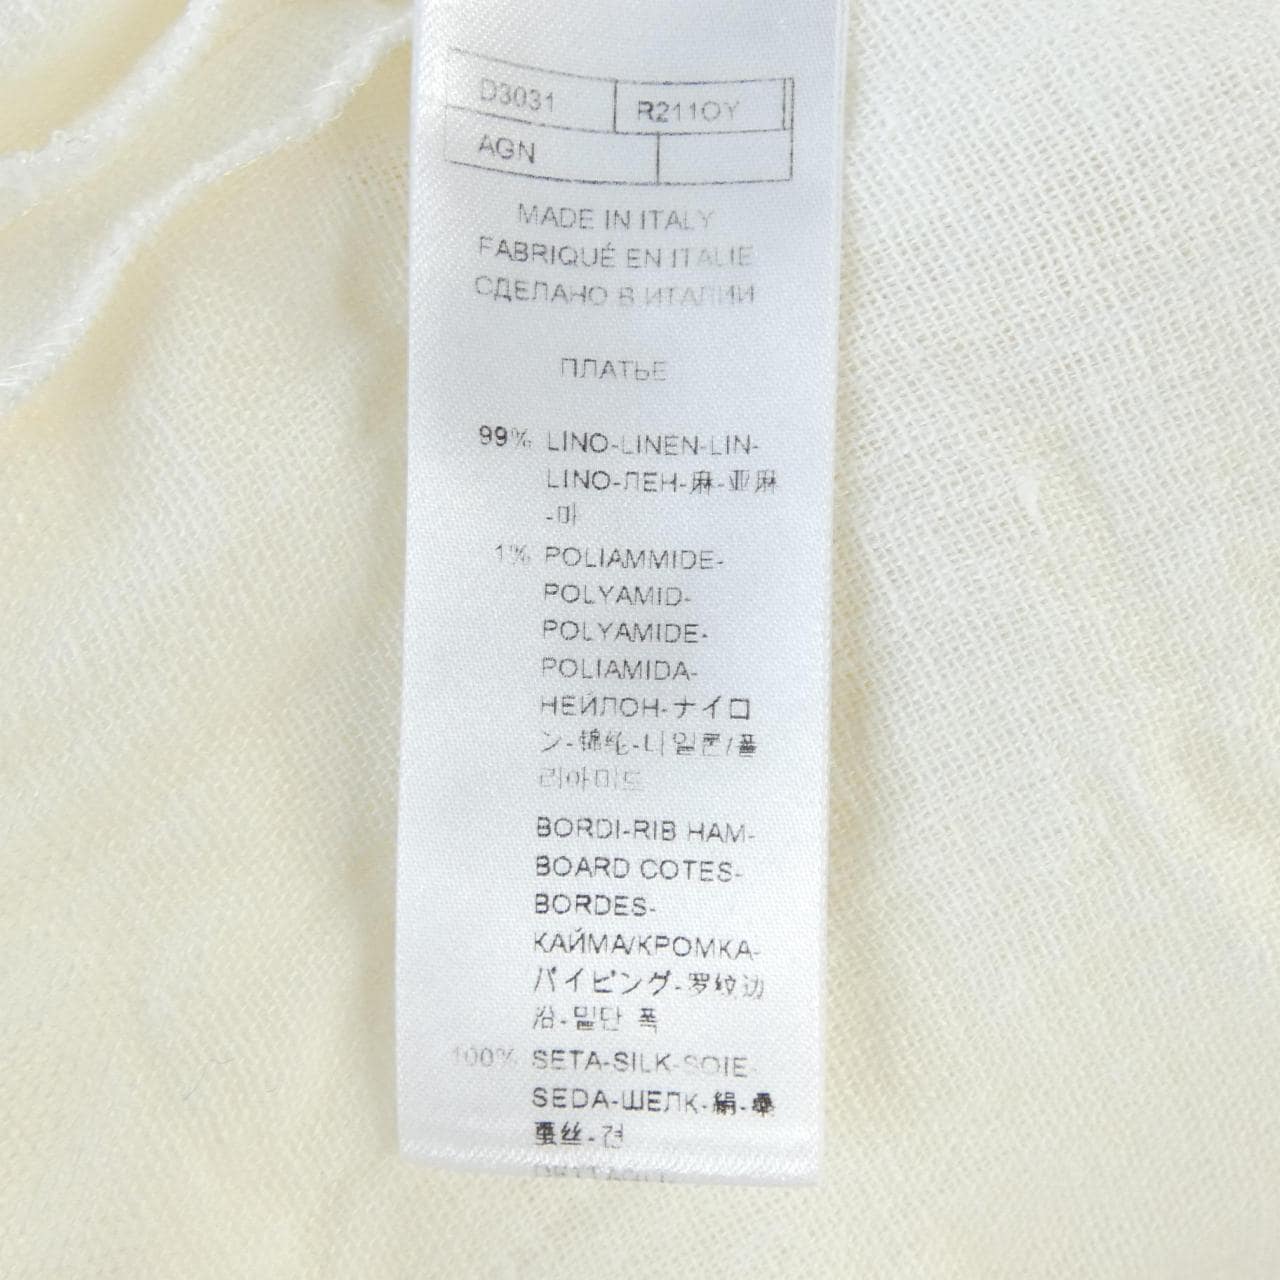 D3031 R211OY
AGN
MADE IN ITALY
FABRIQUÉ EN ITALIE
СДЕЛАНО В ИТАЛИИ
ПЛАТЬЕ
99% LINO-LINEN-LIN-
LINO-ЛЕН-麻-亚麻
-마
1% POLIAMMIDE-
POLYAMID-
POLYAMIDE-
POLIAMIDA-
НЕЙЛОН-ナイロ
ン-锦纶-나일론/폴
리아미드
BORDI-RIB HAM-
BOARD COTES-
BORDES-
КАЙМА/КРОМКА-
パイピング-罗纹边
浴-밑단 폭
100% SETA-SILK-SOIE-
SEDA-ШЕЛК-絹-桑
蚕丝-견